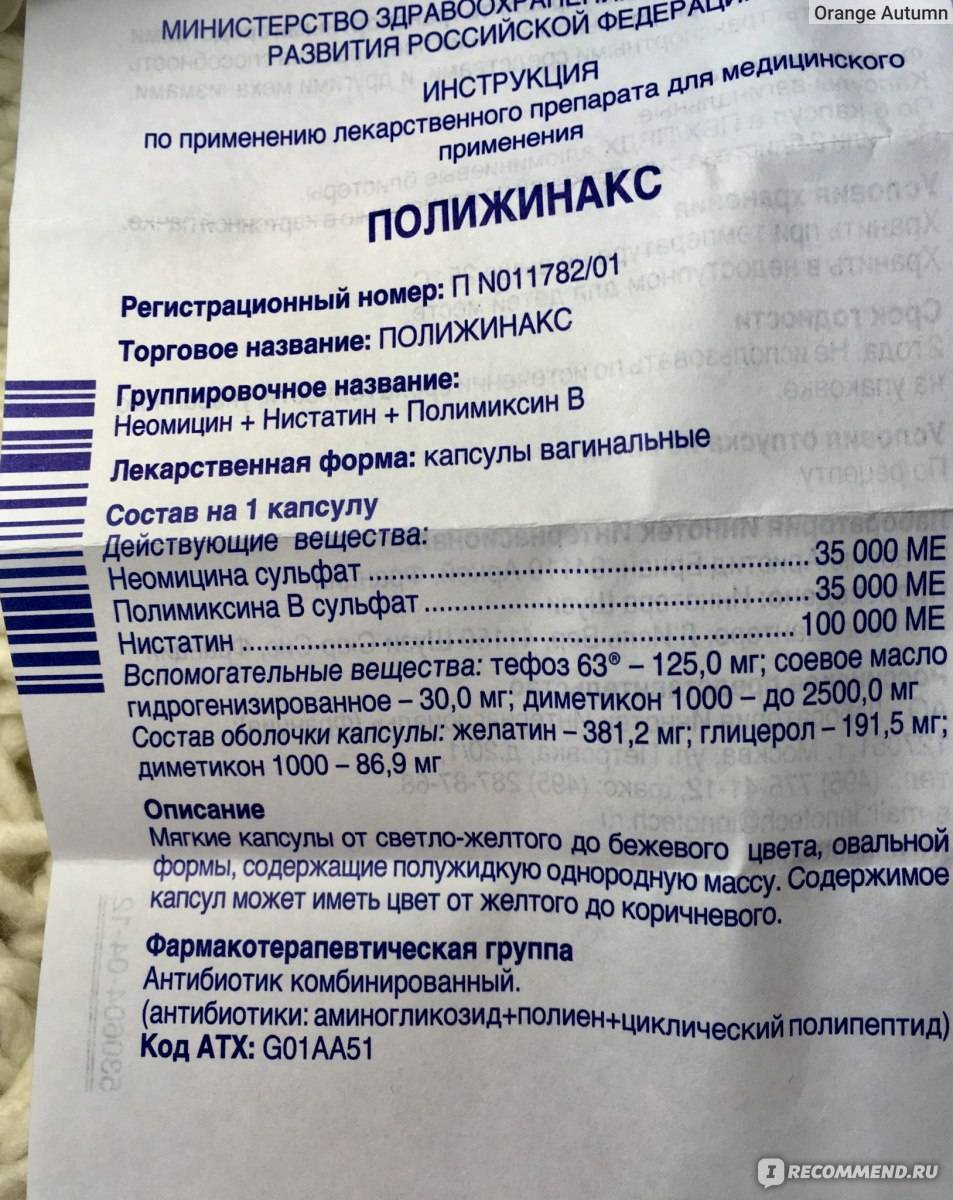 Orange Autumn
МИНИСТЕРСТВО
РАЗВИТИЯ РОССИЙСКОЙ
ИНСТРУКЦИЯ
по применению лекарственного препарата для медицинского
применения
ПОЛИЖИНАКС
Регистрационный номер: П N011782/01
Торговое название: ПОЛИЖИНАКС
Группировочное название:
Неомицин + Нистатин + Полимиксин В
Лекарственная форма: капсулы вагинальные
Состав на 1 капсулу
Действующие вещества:
Неомицина сульфат..........................................35 000 МЕ
Полимиксина В сульфат....................................35 000 МЕ
Нистатин.........................................................100 000 МЕ
Вспомогательные вещества: тефоз 63® – 125,0 мг; соевое масло
гидрогенизированное – 30,0 мг; диметикон 1000 – до 2500,0 мг
Состав оболочки капсулы: желатин – 381,2 мг; глицерол – 191,5 мг;
диметикон 1000 – 86,9 мг
Описание
Мягкие капсулы от светло-желтого до бежевого цвета, овальной
формы, содержащие полужидкую однородную массу. Содержимое
капсул может иметь цвет от желтого до коричневого.
Фармакотерапевтическая группа
Антибиотик комбинированный.
(антибиотики: аминогликозид+полиен+циклический полипептид)
Код АТХ: G01AA51
530604-04-12
IRECOMMEND.RU